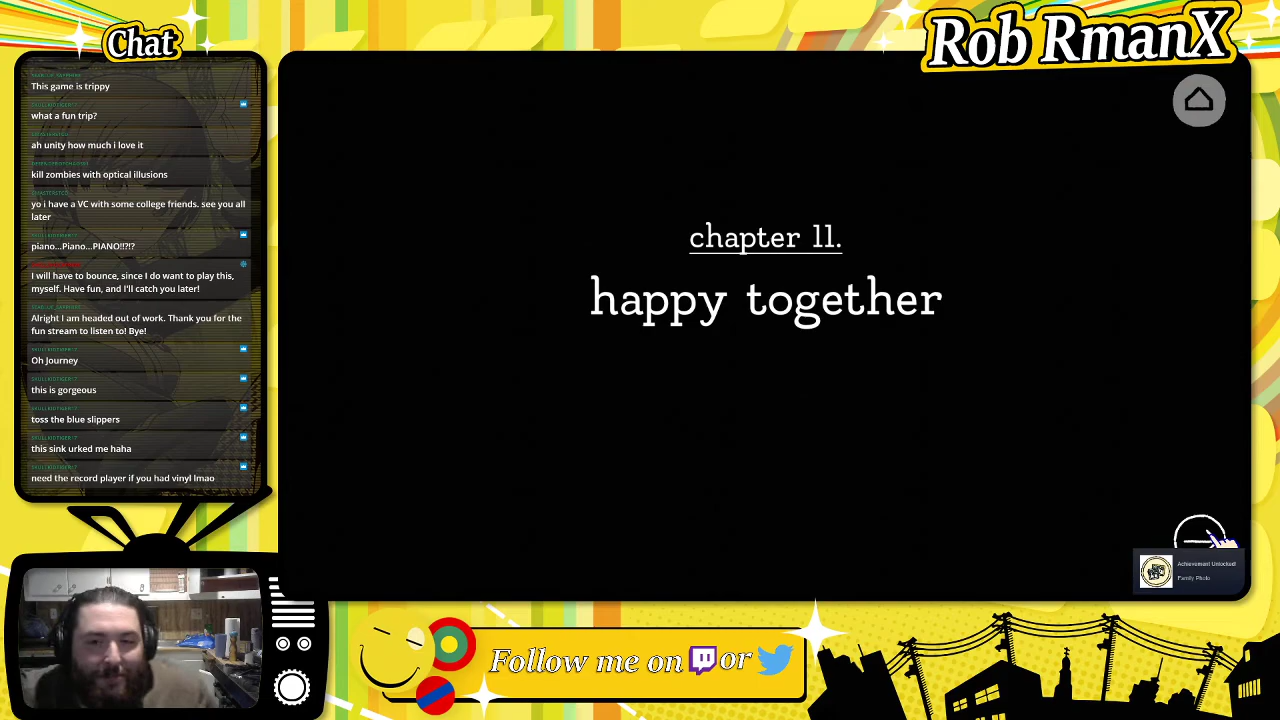 Chat
Rob RmanX
This game is trippy
what a fun trip?
ah unity how much i love it
kill zombies with optical illusions
yo i have a VC with some college friends. see you all
later
piano...Piano...PIANO!!?!?
I will have to bounce, since I do want to play this,
myself. Have fun, and I'll catch you later!
Alright I am headed out of work. Thank you for the
fun stream to listen to! Bye!
Oh Journey
this is gorgeous
toss the blue slippers
this sink urked me haha
need the record player if you had vinyl lmao
chapter 11.
happy together
Achievement Unlocked!
Family Photo
Follow me on or